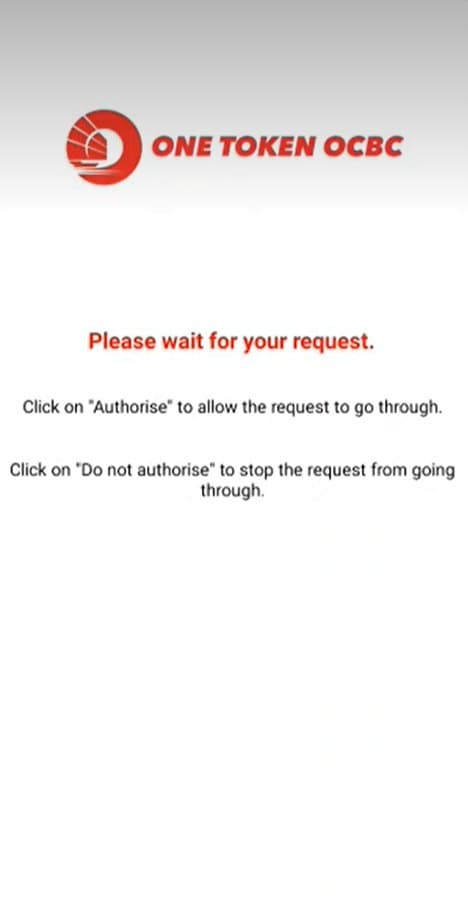 ONE TOKEN OCBC
Please wait for your request.
Click on "Authorise" to allow the request to go through.
Click on "Do not authorise" to stop the request from going
through.